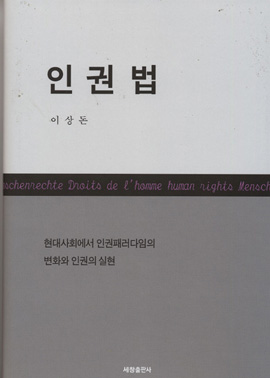 인권법
이상돈
schenrechte Droits de l'homme human rights Mensch
현대사회에서 인권패러다임의
변화와 인권의 실현
세창출판사